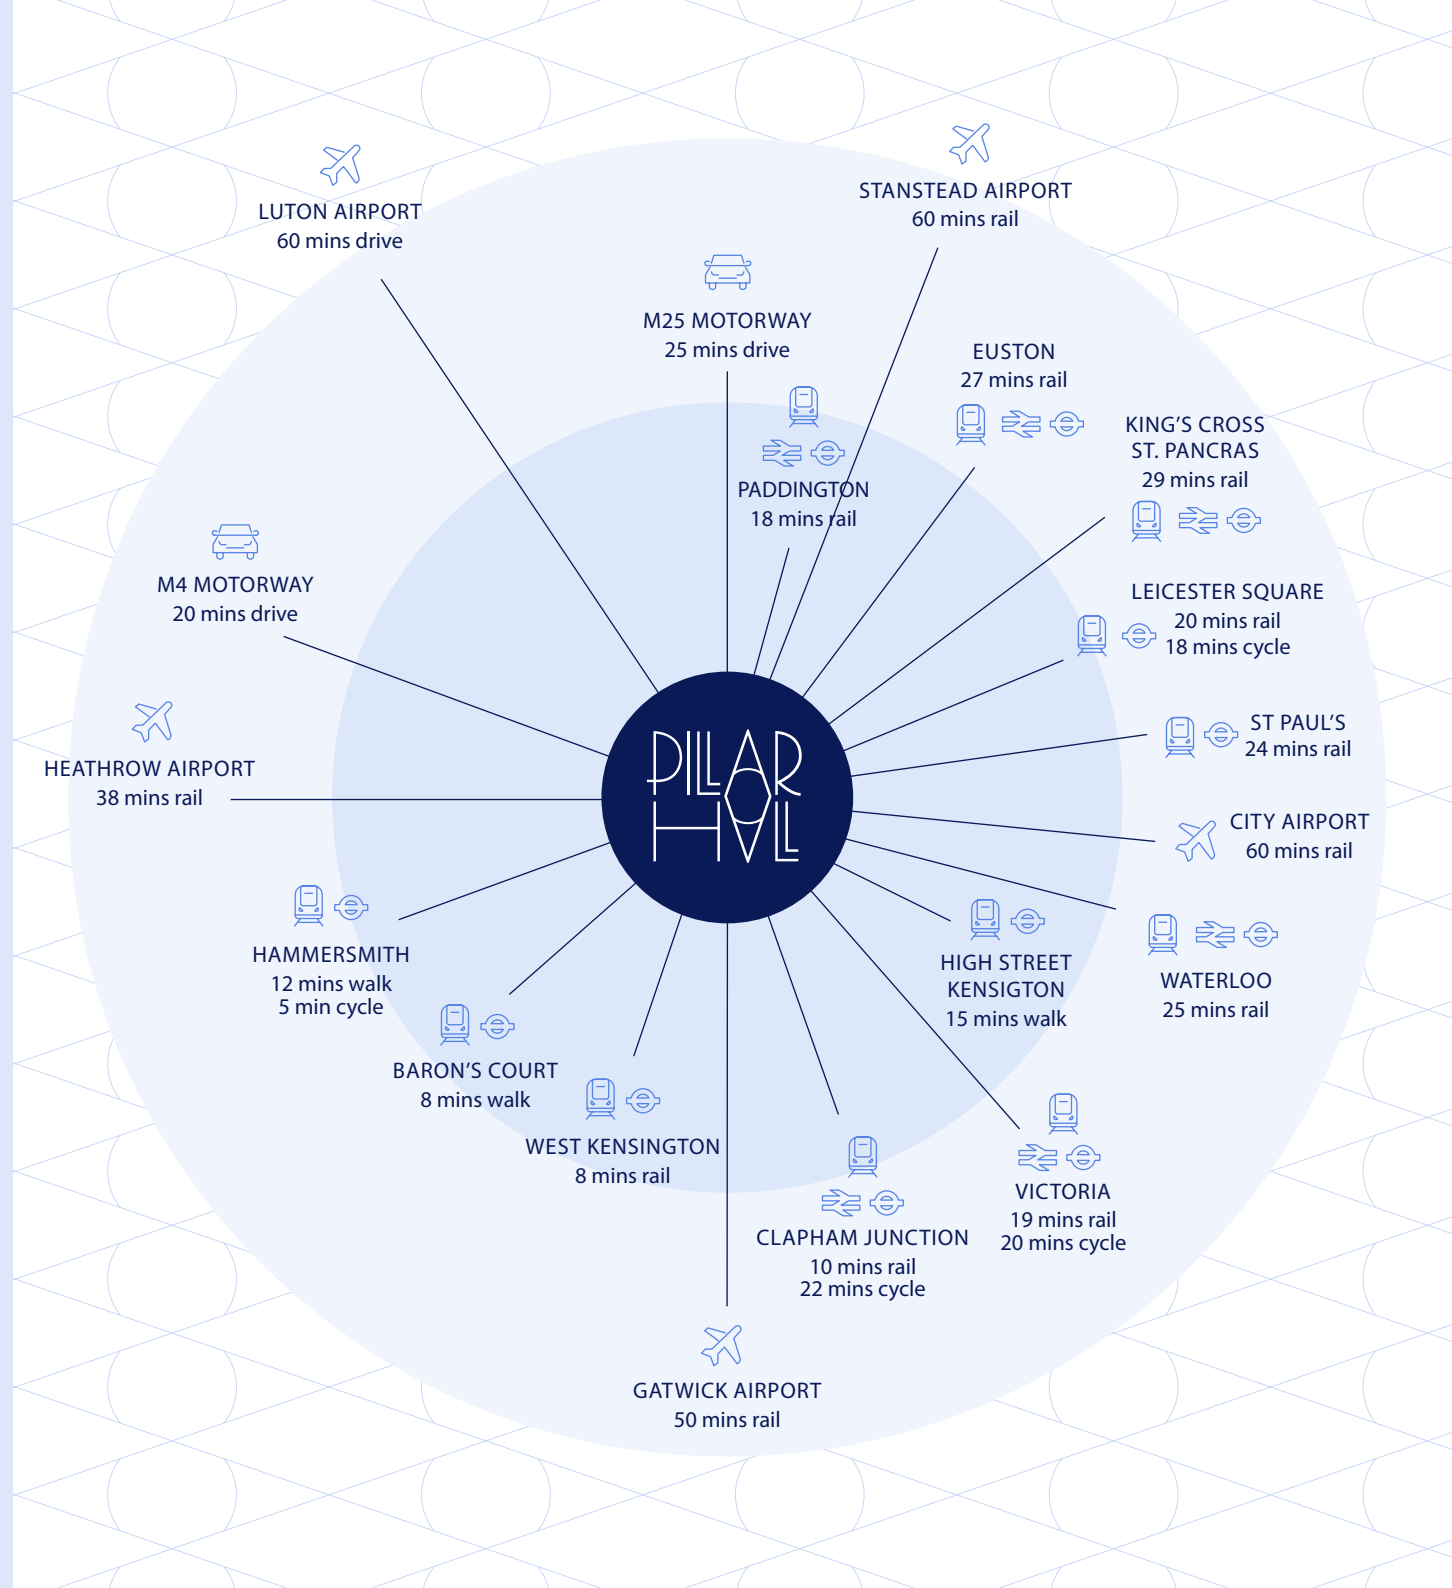 STANSTEAD AIRPORT
60 mins rail
LUTON AIRPORT
60 mins drive
M25 MOTORWAY
25 mins drive
EUSTON
27 mins rail
KING’S CROSS
ST. PANCRAS
29 mins rail
PADDINGTON
18 mins rail
M4 MOTORWAY
20 mins drive
LEICESTER SQUARE
20 mins rail
18 mins cycle
ST PAUL’S
24 mins rail
HEATHROW AIRPORT
38 mins rail
PILLAR
HALL
CITY AIRPORT
60 mins rail
HAMMERSMITH
12 mins walk
5 min cycle
HIGH STREET
KENSIGTON
15 mins walk
WATERLOO
25 mins rail
BARON’S COURT
8 mins walk
WEST KENSINGTON
8 mins rail
VICTORIA
19 mins rail
20 mins cycle
CLAPHAM JUNCTION
10 mins rail
22 mins cycle
GATWICK AIRPORT
50 mins rail